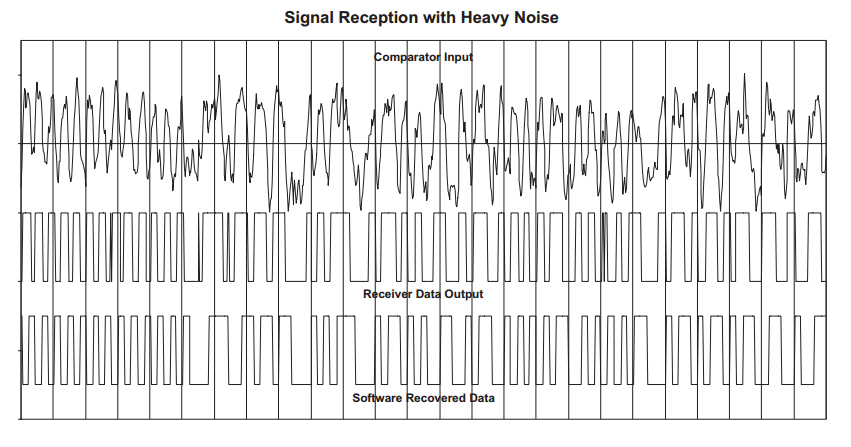 Signal Reception with Heavy Noise
Comparator Input
Receiver Data Output
Software Recovered Data